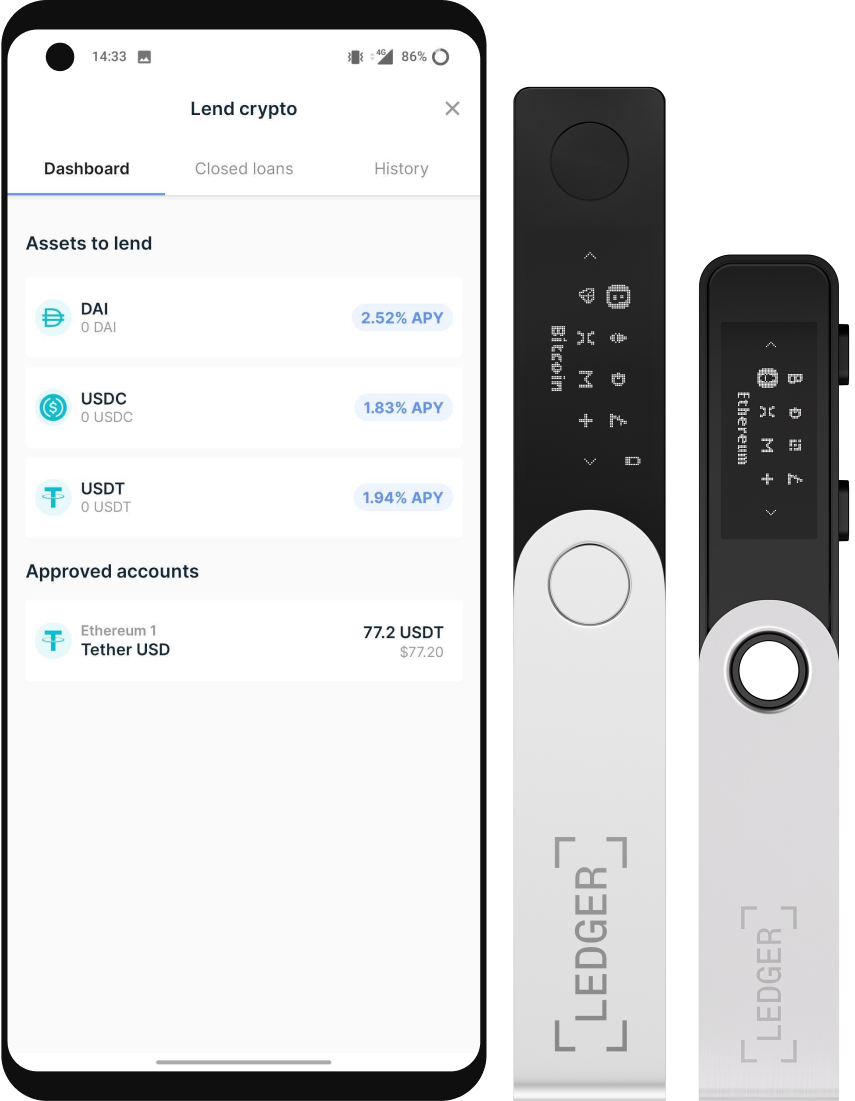 14:33
4G
86%
Lend crypto
Dashboard
Closed loans
History
Assets to lend
DAI
0 DAI
2.52% APY
USDC
0 USDC
1.83% APY
USDT
0 USDT
1.94% APY
Approved accounts
Ethereum 1
Tether USD
77.2 USDT
$77.20
Bitcoin
LEDGER
Ethereum
LEDGER